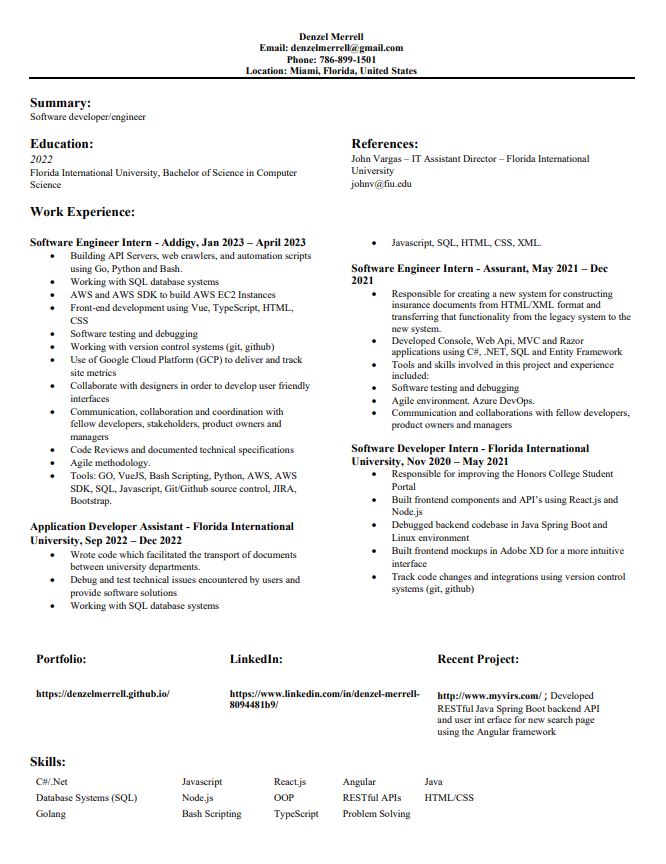 Denzel Merrell
Email: denzelmerrell@gmail.com
Phone: 786-899-1501
Location: Miami, Florida, United States
Summary:
Software developer/engineer
Education:
2022
Florida International University, Bachelor of Science in Computer
Science
References:
John Vargas – IT Assistant Director – Florida International
University
johnv@fiu.edu
Work Experience:
Software Engineer Intern - Addigy, Jan 2023 – April 2023
• Building API Servers, web crawlers, and automation scripts
using Go, Python and Bash.
• Working with SQL database systems
• AWS and AWS SDK to build AWS EC2 Instances
• Front-end development using Vue, TypeScript, HTML,
CSS
• Software testing and debugging
• Working with version control systems (git, github)
• Use of Google Cloud Platform (GCP) to deliver and track
site metrics
• Collaborate with designers in order to develop user friendly
interfaces
• Communication, collaboration and coordination with
fellow developers, stakeholders, product owners and
managers
• Code Reviews and documented technical specifications
• Agile methodology.
• Tools: GO, VueJS, Bash Scripting, Python, AWS, AWS
SDK, SQL, Javascript, Git/Github source control, JIRA,
Bootstrap.
Application Developer Assistant - Florida International
University, Sep 2022 – Dec 2022
• Wrote code which facilitated the transport of documents
between university departments.
• Debug and test technical issues encountered by users and
provide software solutions
• Working with SQL database systems
• Javascript, SQL, HTML, CSS, XML.
Software Engineer Intern - Assurant, May 2021 – Dec
2021
• Responsible for creating a new system for constructing
insurance documents from HTML/XML format and
transferring that functionality from the legacy system to the
new system.
• Developed Console, Web Api, MVC and Razor
applications using C#, .NET, SQL and Entity Framework
• Tools and skills involved in this project and experience
included:
• Software testing and debugging
• Agile environment. Azure DevOps.
• Communication and collaborations with fellow developers,
product owners and managers
Software Developer Intern - Florida International
University, Nov 2020 – May 2021
• Responsible for improving the Honors College Student
Portal
• Built frontend components and API's using React.js and
Node.js
• Debugged backend codebase in Java Spring Boot and
Linux environment
• Built frontend mockups in Adobe XD for a more intuitive
interface
• Track code changes and integrations using version control
systems (git, github)
Portfolio:
https://denzelmerrell.github.io/
LinkedIn:
https://www.linkedin.com/in/denzel-merrell-
8094481b9/
Recent Project:
http://www.myvirs.com/ ; Developed
RESTful Java Spring Boot backend API
and user int erface for new search page
using the Angular framework
Skills:
C#/.Net Javascript React.js Angular Java
Database Systems (SQL) Node.js OOP RESTful APIs HTML/CSS
Golang Bash Scripting TypeScript Problem Solving